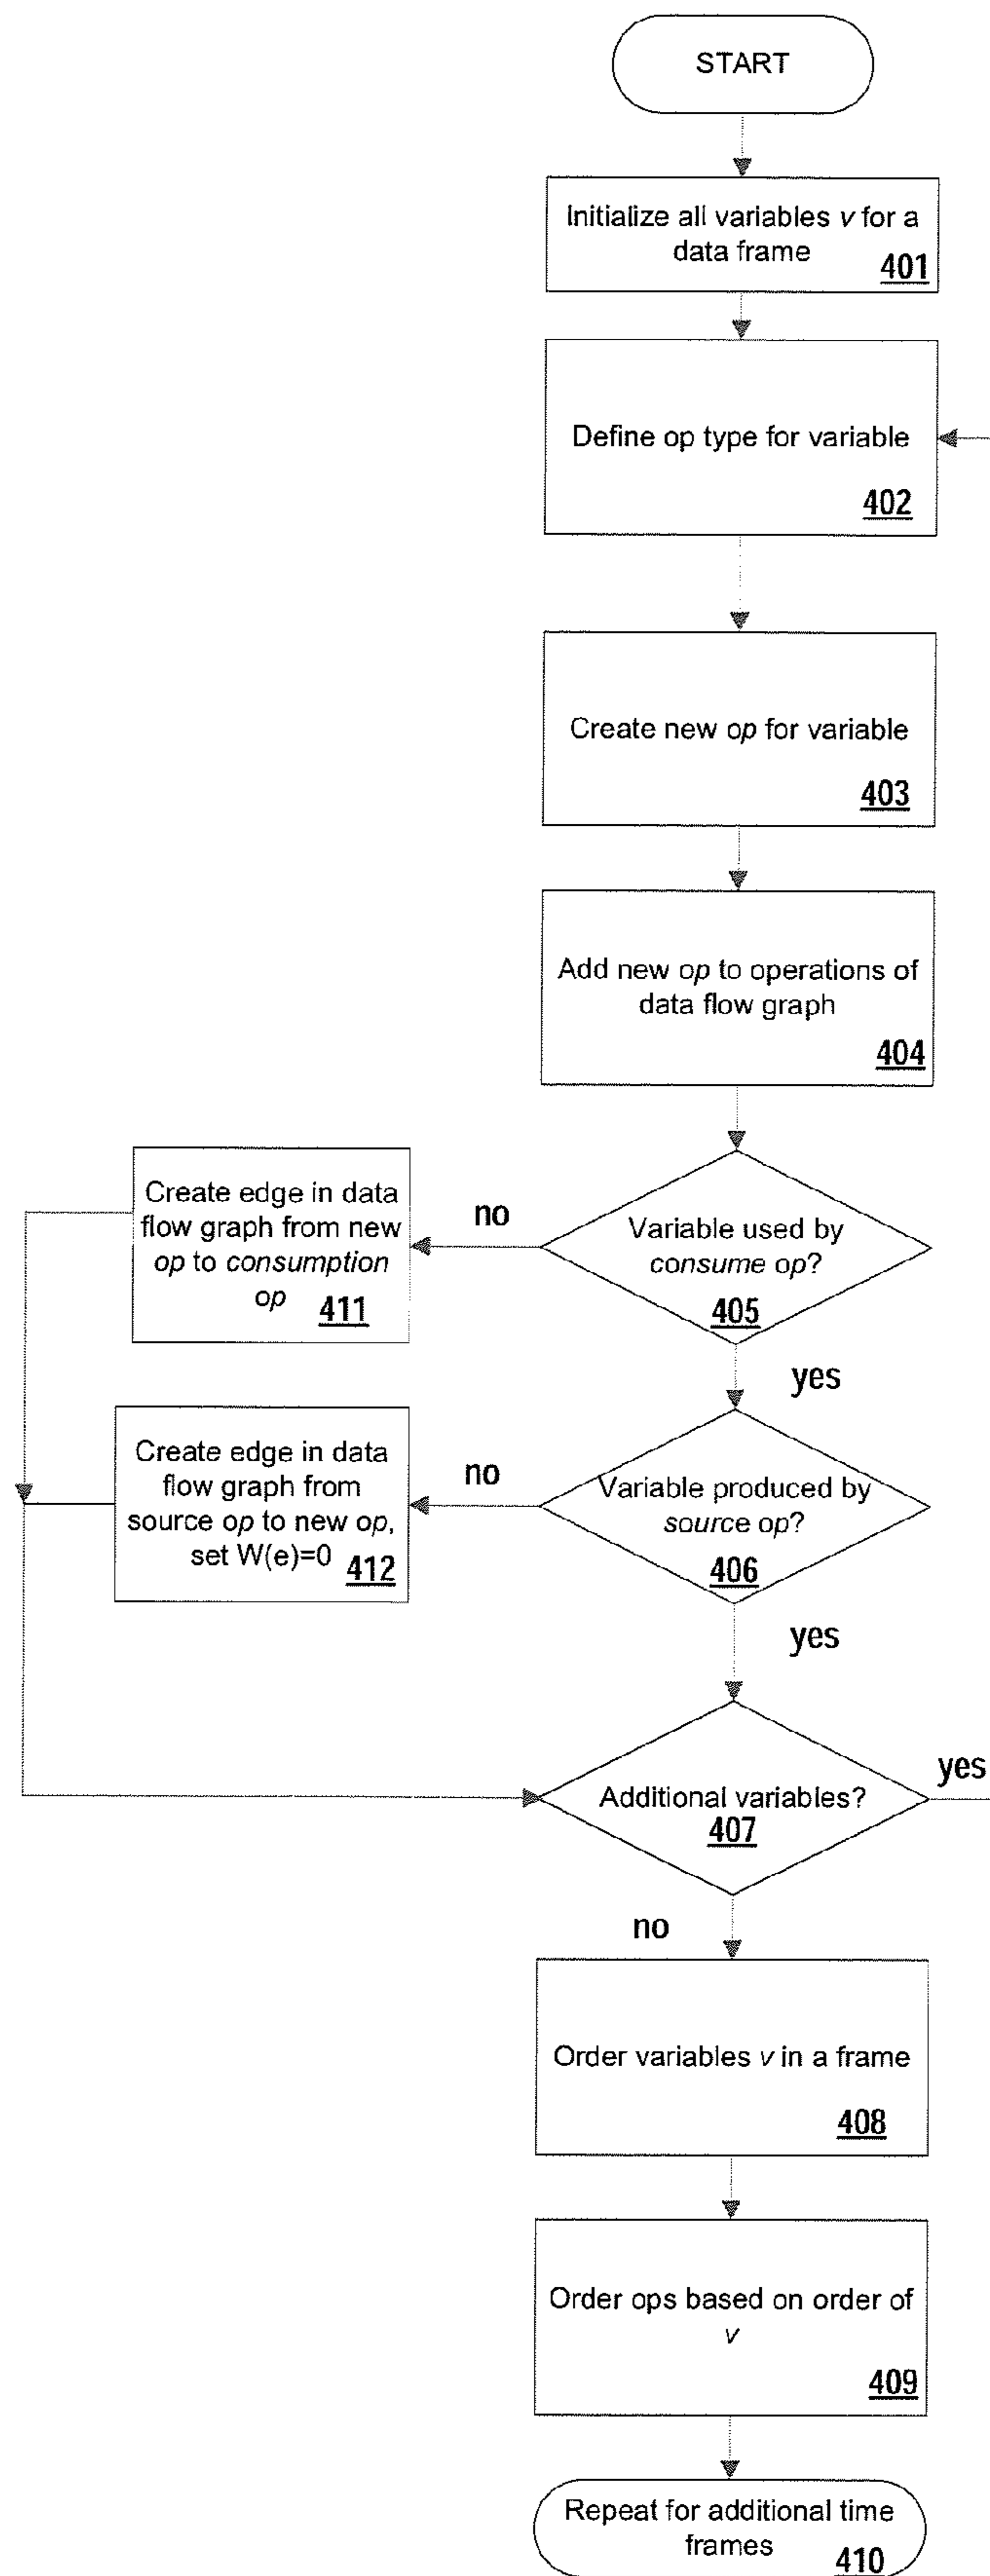 START
Initialize all variables v for a
data frame
401
Define op type for variable
402
Create new op for variable
403
Add new op to operations of
data flow graph
404
Create edge in data
flow graph from new
op to consumption
op
411
no
Variable used by
consume op?
405
yes
Create edge in data
flow graph from
source op to new op,
set W(e)=0
412
no
Variable produced by
source op?
406
yes
Additional variables?
407
yes
no
Order variables v in a frame
408
Order ops based on order of
v
409
Repeat for additional time
frames
410